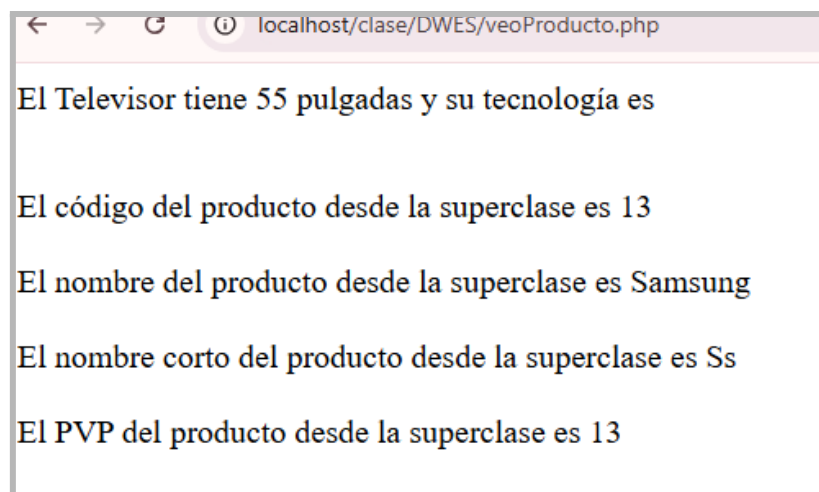 localhost/clase/DWES/veoProducto.php
El Televisor tiene 55 pulgadas y su tecnología es
El código del producto desde la superclase es 13
El nombre del producto desde la superclase es Samsung
El nombre corto del producto desde la superclase es Ss
El PVP del producto desde la superclase es 13